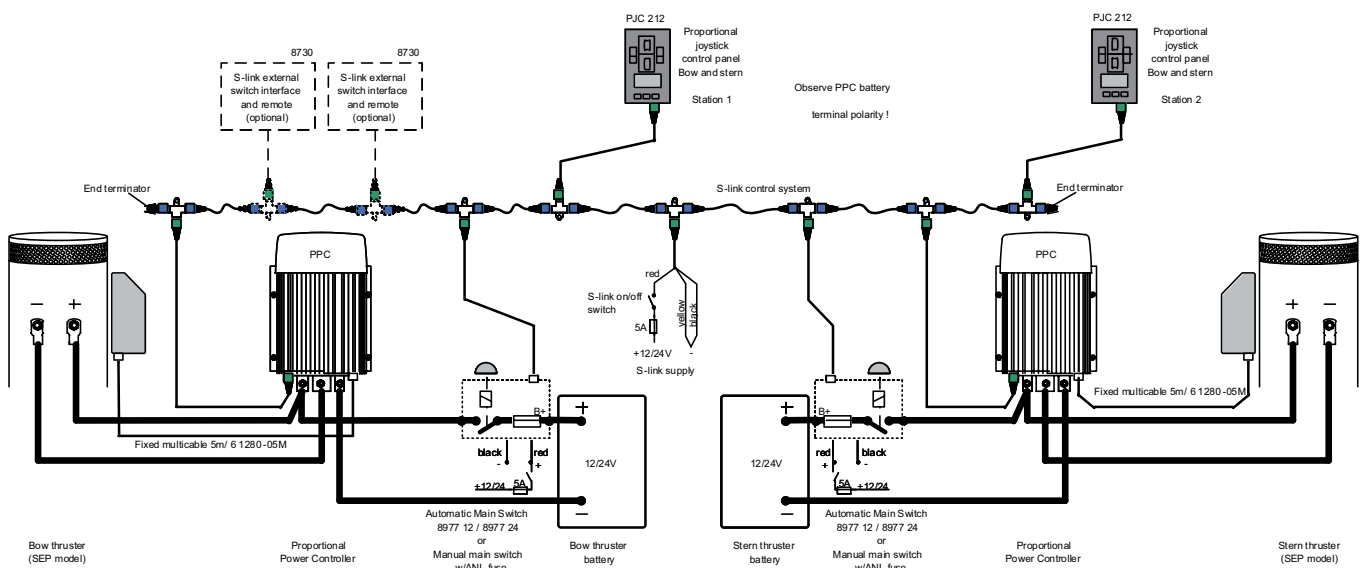 PJC 212
Proportional
joystick
control panel
Bow and stern
Station 1
PJC 212
Proportional
joystick
control panel
Bow and stern
Station 2
8730
S-link external
switch interface
and remote
(optional)
8730
S-link external
switch interface
and remote
(optional)
Observe PPC battery
terminal polarity !
End terminator
S-link control system
End terminator
PPC
PPC
- +
+ -
red
yellow
black
S-link on/off
switch
5A
+12/24V
-
S-link supply
Fixed multicable 5m/ 6 1280-05M
Fixed multicable 5m/ 6 1280-05M
B+
+
12/24V
-
black
-
red
+
+12/24
5A
+
12/24V
-
B+
red
+
black
-
5A
+12/24
Automatic Main Switch
8977 12 / 8977 24
or
Manual main switch
w/ANL fuse
Automatic Main Switch
8977 12 / 8977 24
or
Manual main switch
w/ANL fuse
Bow thruster
(SEP model)
Proportional
Power Controller
Bow thruster
battery
Stern thruster
battery
Proportional
Power Controller
Stern thruster
(SEP model)